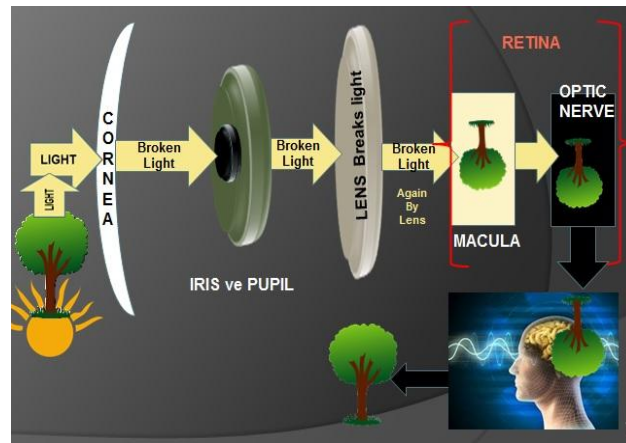 LIGHT
LIGHT
CORNEA
Broken
Light
IRIS ve PUPIL
Broken
Light
LENS Breaks light
Broken
Light
Again
By
Lens
RETINA
MACULA
OPTIC
NERVE